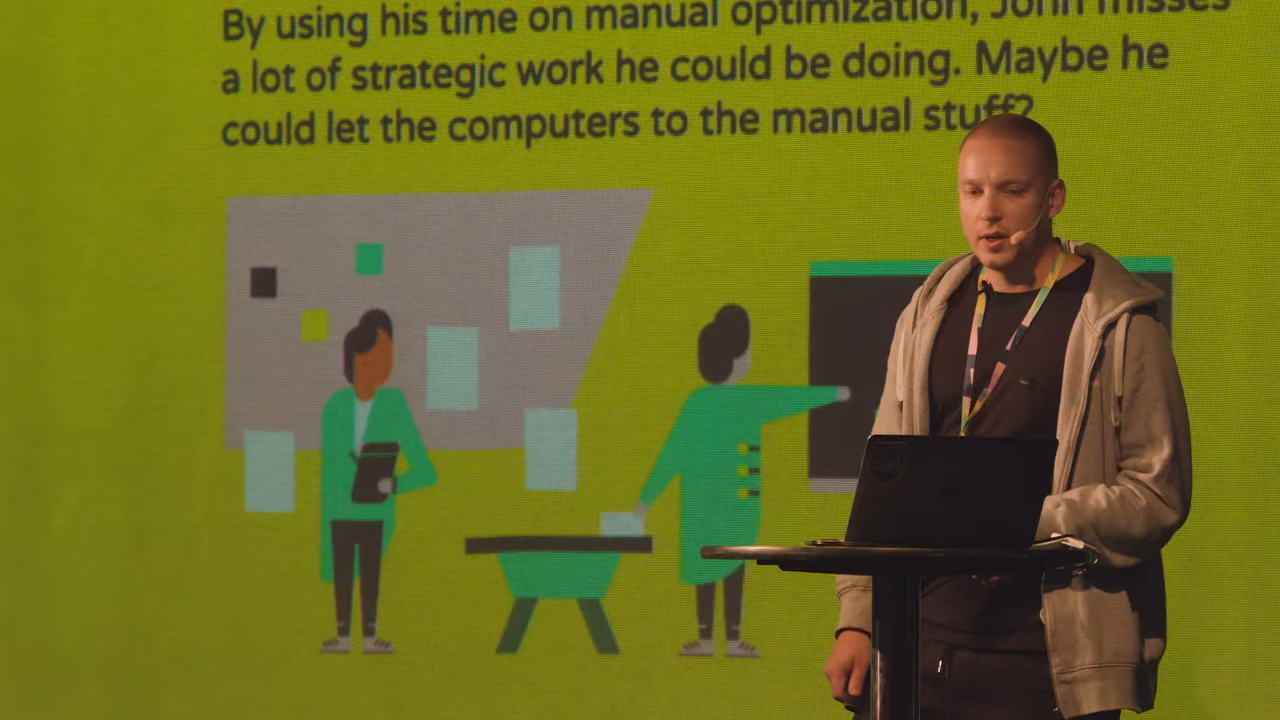 By using his time on manual optimization, John misses
a lot of strategic work he could be doing. Maybe he
could let the computers to the manual stuff?